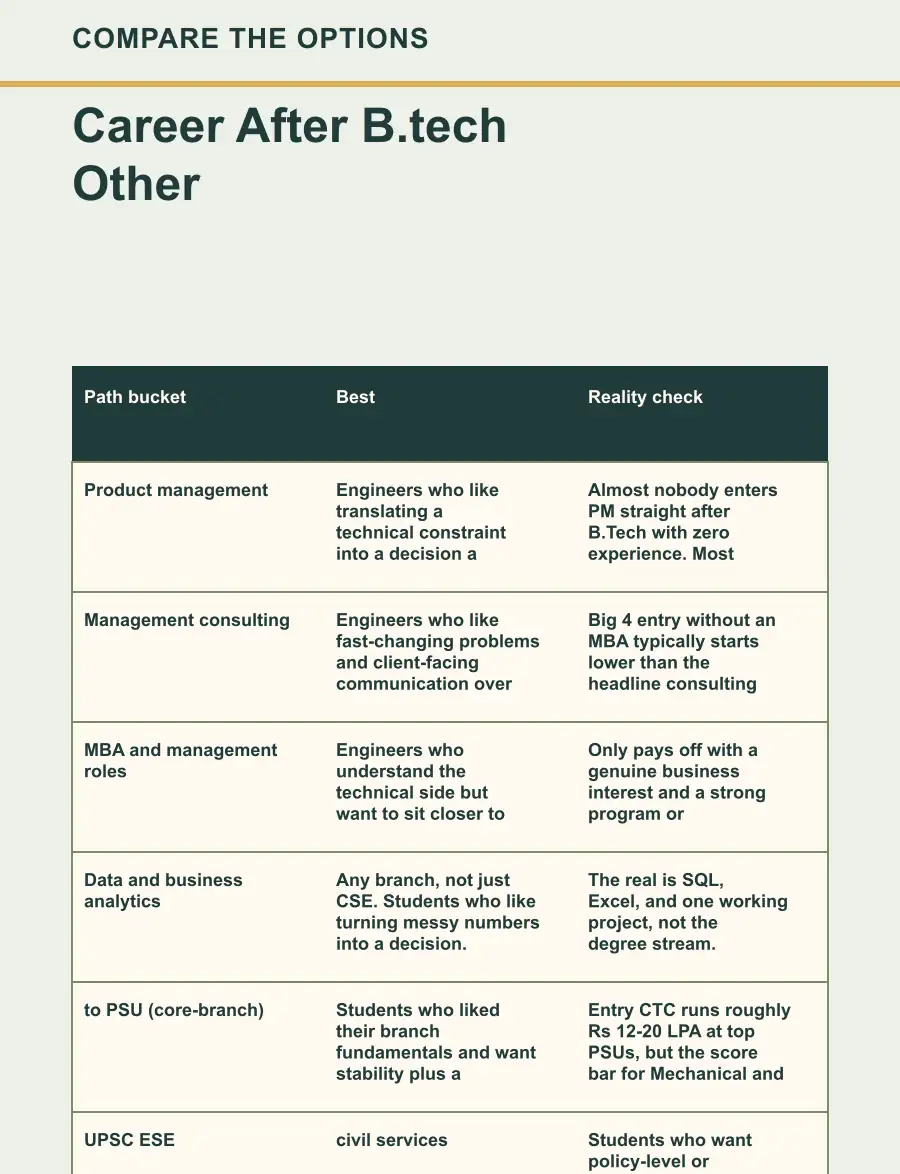 COMPARE THE OPTIONS
Career After B.tech
Other
Path bucket
Best
Reality check
Product management
Engineers who like
translating a
technical constraint
into a decision a
Almost nobody enters
PM straight after
B.Tech with zero
experience. Most
Management consulting
Engineers who like
fast-changing problems
and client-facing
communication over
Big 4 entry without an
MBA typically starts
lower than the
headline consulting
MBA and management
roles
Engineers who
understand the
technical side but
want to sit closer to
Only pays off with a
genuine business
interest and a strong
program or
Data and business
analytics
Any branch, not just
CSE. Students who like
turning messy numbers
into a decision.
The real is SQL,
Excel, and one working
project, not the
degree stream.
to PSU (core-branch)
Students who liked
their branch
fundamentals and want
stability plus a
Entry CTC runs roughly
Rs 12-20 LPA at top
PSUs, but the score
bar for Mechanical and
UPSC ESE
civil services
Students who want
policy-level or